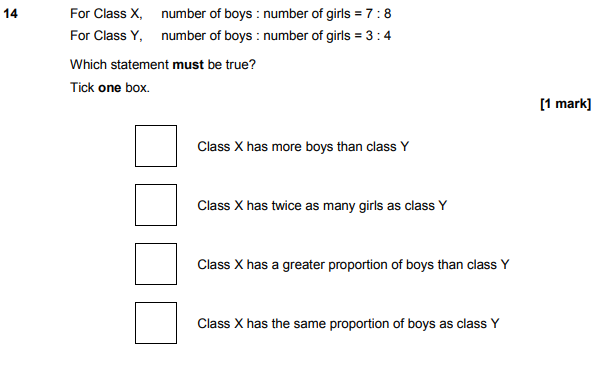 14 For Class X, number of boys : number of girls = 7 : 8
For Class Y, number of boys : number of girls = 3 : 4
Which statement must be true?
Tick one box.
[1 mark]
Class X has more boys than class Y
Class X has twice as many girls as class Y
Class X has a greater proportion of boys than class Y
Class X has the same proportion of boys as class Y